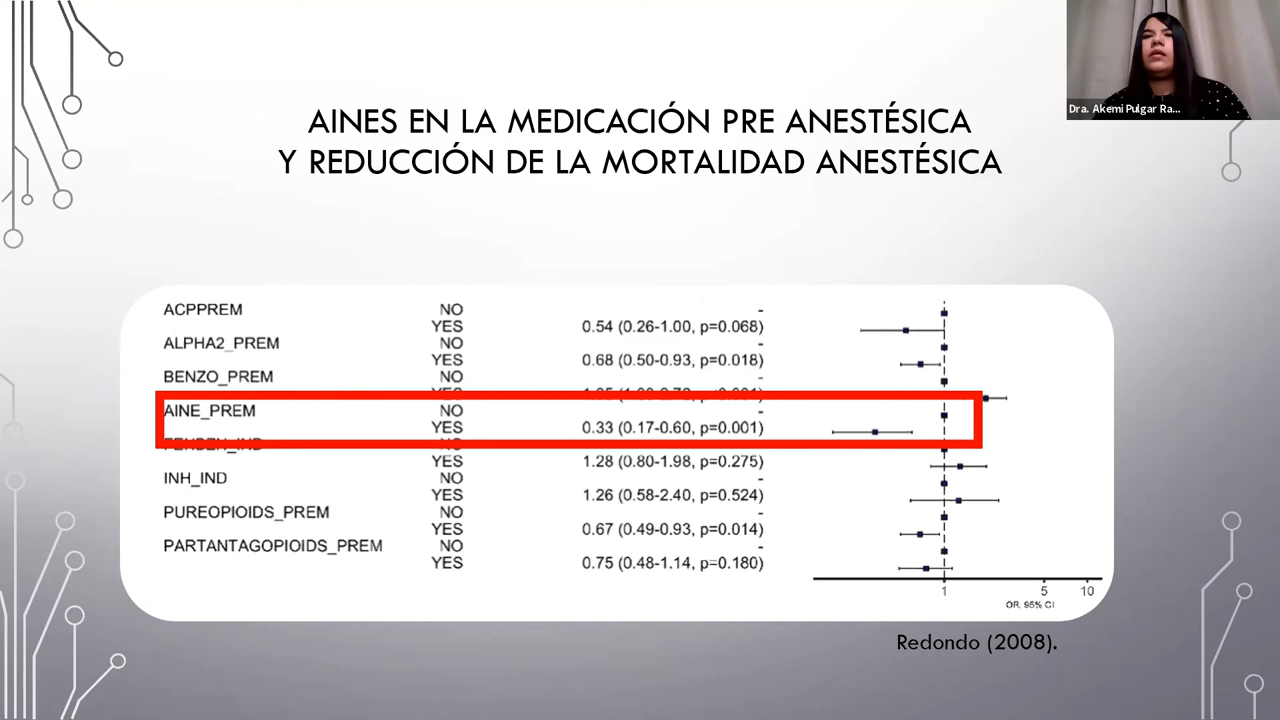 Dra. Akemi Pulgar Ra...
AINES EN LA MEDICACIÓN PRE ANESTÉSICA
Y REDUCCIÓN DE LA MORTALIDAD ANESTÉSICA
ACPPREM NO -
YES 0.54 (0.26-1.00, p=0.068)
ALPHA2_PREM NO -
YES 0.68 (0.50-0.93, p=0.018)
BENZO_PREM NO -
YES
AINE_PREM NO -
YES 0.33 (0.17-0.60, p=0.001)
NO -
YES 1.28 (0.80-1.98, p=0.275)
INH_IND NO -
YES 1.26 (0.58-2.40, p=0.524)
PUREOPIOIDS_PREM NO -
YES 0.67 (0.49-0.93, p=0.014)
PARTANTAGOPIOIDS_PREM NO -
YES 0.75 (0.48-1.14, p=0.180)
1 5 10
OR, 95% CI
Redondo (2008).